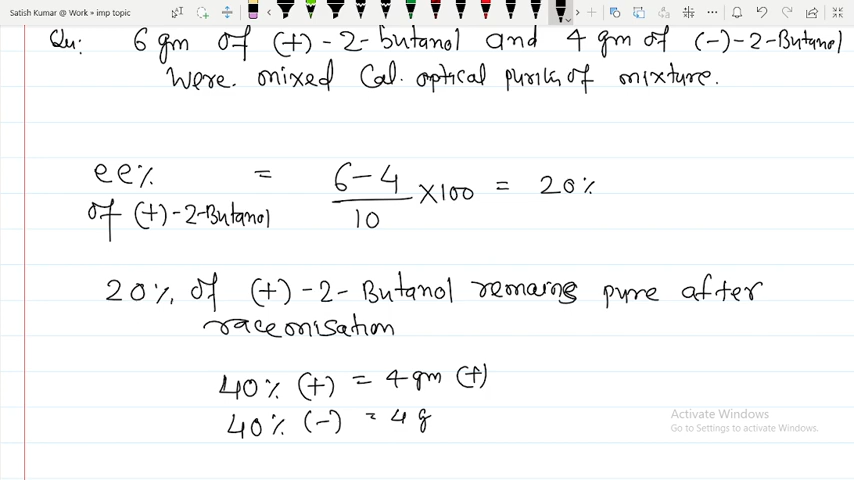 Satish Kumar @ Work » imp topic
Qu: 6 gm of (+)-2-butanol and 4 gm of (-)-2-Butanol
were. mixed Cal. optical purity of mixture.
ee% = 6-4/10 ×100 = 20%
of (+)-2-Butanol
20%, of (+)-2-Butanol remains pure after
racemisation
40% (+) = 4 gm (+)
40% (-) = 4 g
Activate Windows
Go to Settings to activate Windows.